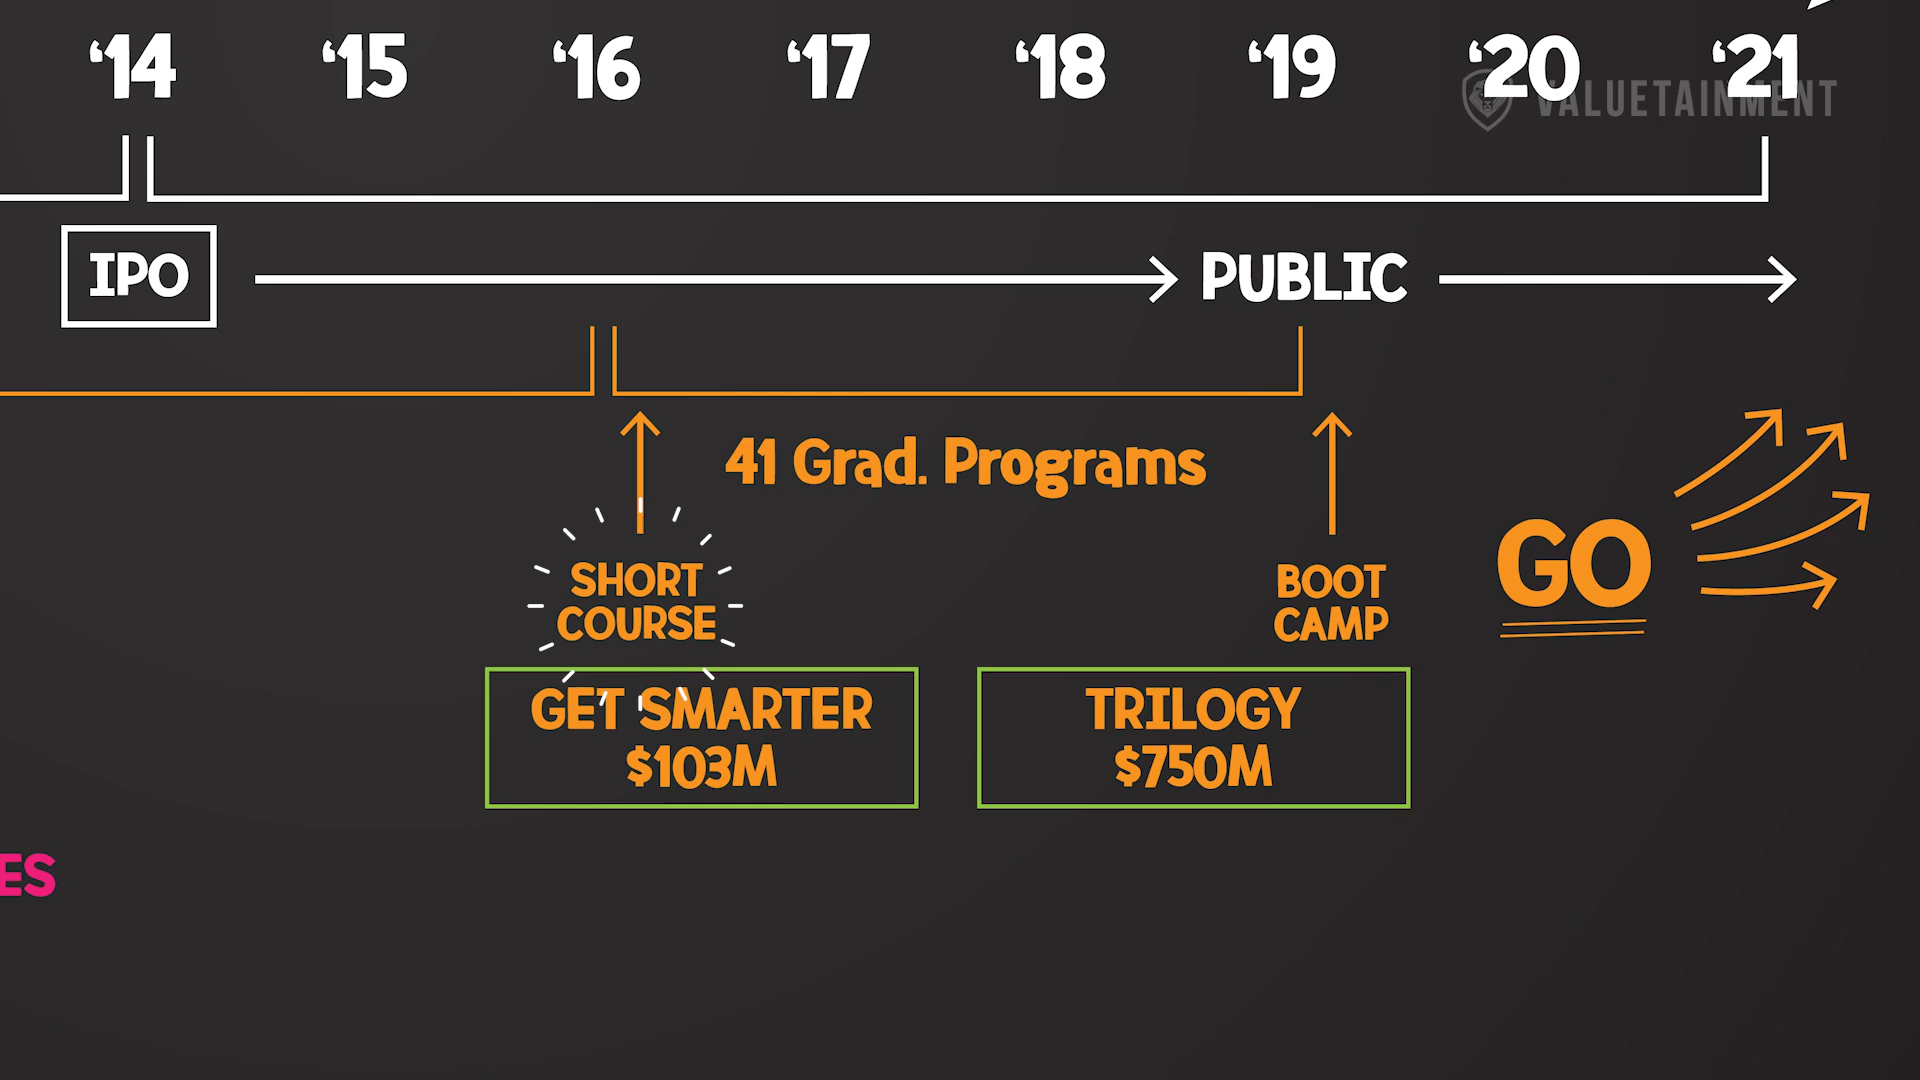 ‘14 ‘15 ‘16 ‘17 ‘18 ‘19 ‘20 ‘21
VALUETAINMENT
IPO PUBLIC
41 Grad. Programs
SHORT
COURSE
BOOT
CAMP
GO
GET SMARTER
$103M
TRILOGY
$750M
ES